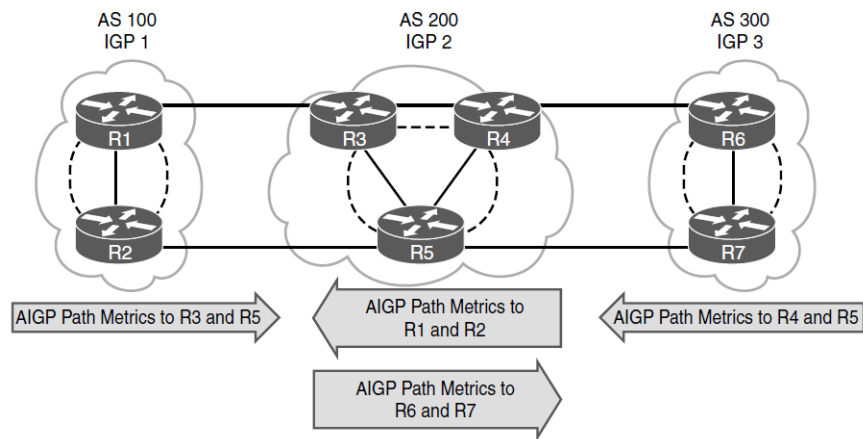 AS 100
IGP 1
AS 200
IGP 2
AS 300
IGP 3
R1
R3
R4
R6
R2
R5
R7
AIGP Path Metrics to R3 and R5
AIGP Path Metrics to
R1 and R2
AIGP Path Metrics to R4 and R5
AIGP Path Metrics to
R6 and R7